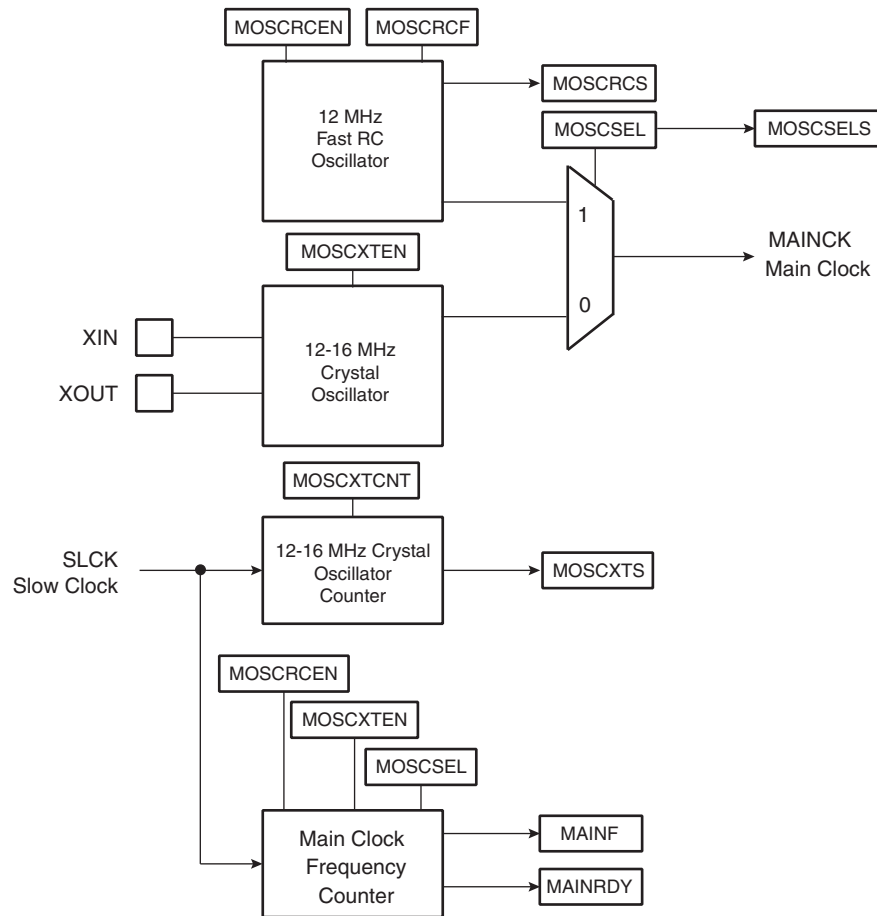 MOSCRCEN
MOSCRCF
12 MHz
Fast RC
Oscillator
MOSCRCS
MOSCSEL
MOSCSELS
1
0
MAINCK
Main Clock
MOSCXTEN
XIN
XOUT
12-16 MHz
Crystal
Oscillator
MOSCXTCNT
SLCK
Slow Clock
12-16 MHz Crystal
Oscillator
Counter
MOSCXTS
MOSCRCEN
MOSCXTEN
MOSCSEL
Main Clock
Frequency
Counter
MAINF
MAINRDY